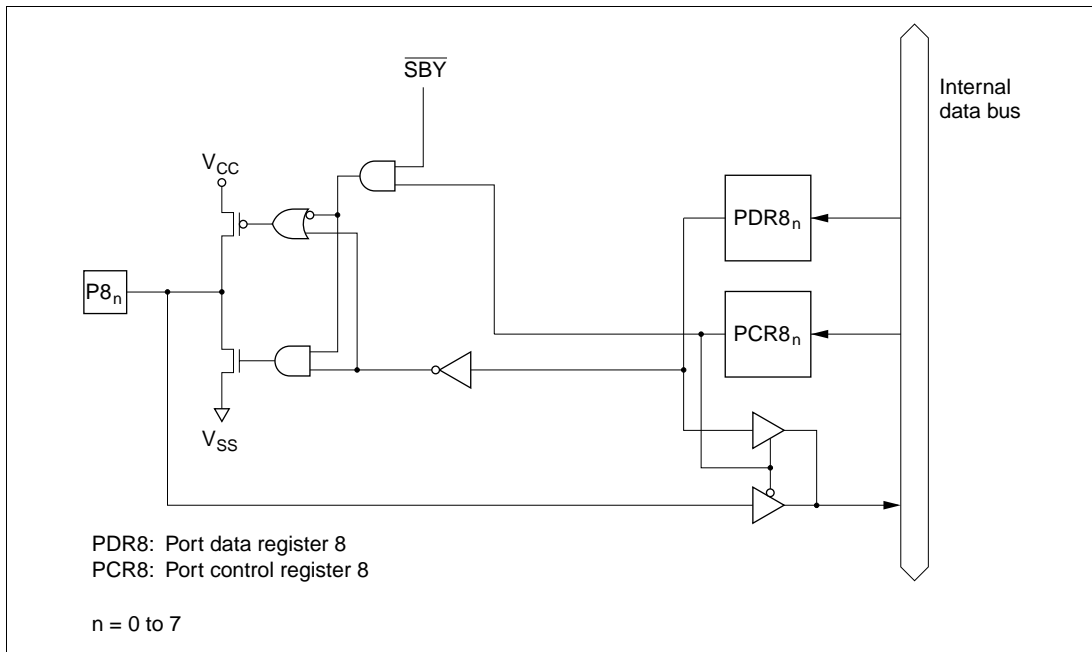 S̅B̅Y̅
Internal
data bus
VCC
PDR8n
P8n
PCR8n
VSS
PDR8: Port data register 8
PCR8: Port control register 8
n = 0 to 7